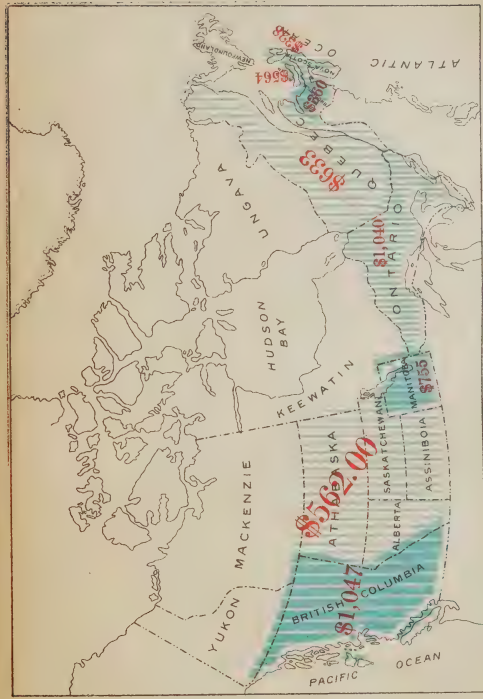 YUKON
MACKENZIE
KEEWATIN
HUDSON
BAY
UNGAVA
NEWFOUNDLAND
$564
OCEAN
ATLANTIC
QUEBEC
$633
ONTARIO
$1,040
MANITOBA
$755
SASKATCHEWAN
ASSINIBOIA
ALBERTA
ATHABASKA
$562.00
BRITISH COLUMBIA
$1,047
PACIFIC
OCEAN